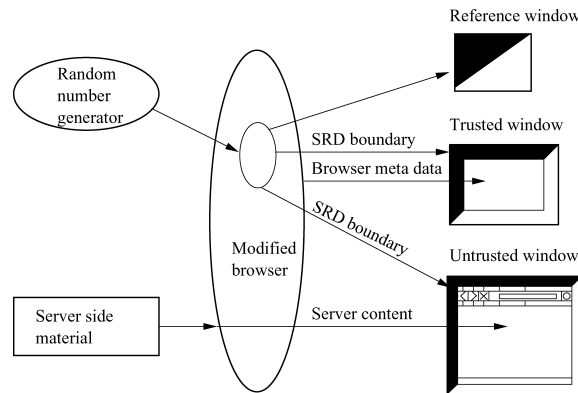 Reference window
Random
number
generator
SRD boundary
Trusted window
Browser meta data
SRD boundary
Modified
browser
Untrusted window
Server side
material
Server content